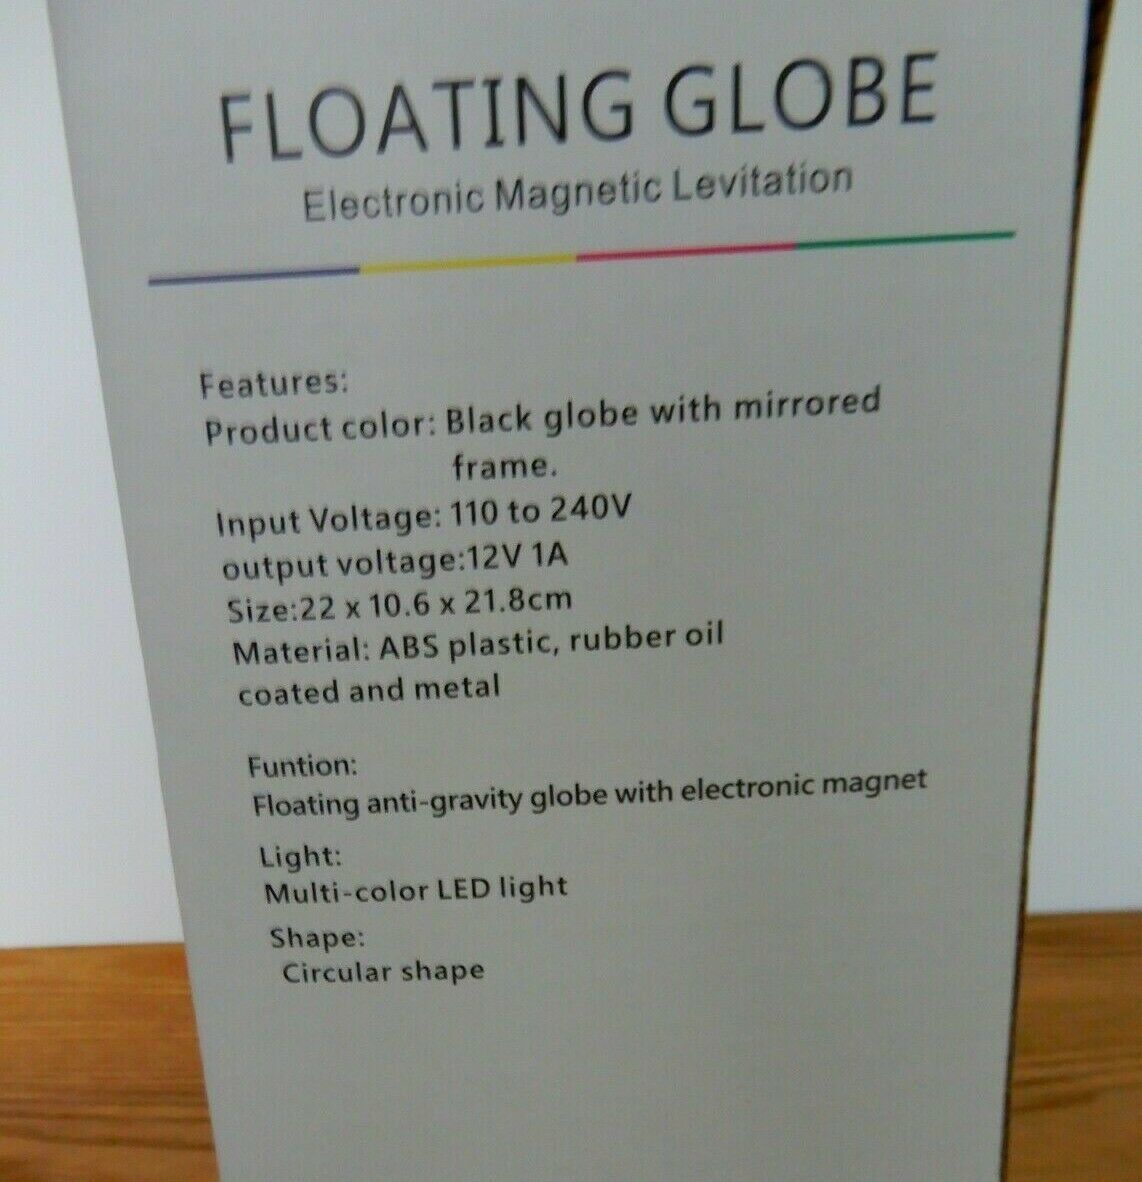 FLOATING GLOBE
Electronic Magnetic Levitation
Features:
Product color: Black globe with mirrored
frame.
Input Voltage: 110 to 240V
output voltage:12V 1A
Size:22 x 10.6 x 21.8cm
Material: ABS plastic, rubber oil
coated and metal
Funtion:
Floating anti-gravity globe with electronic magnet
Light:
Multi-color LED light
Shape:
Circular shape